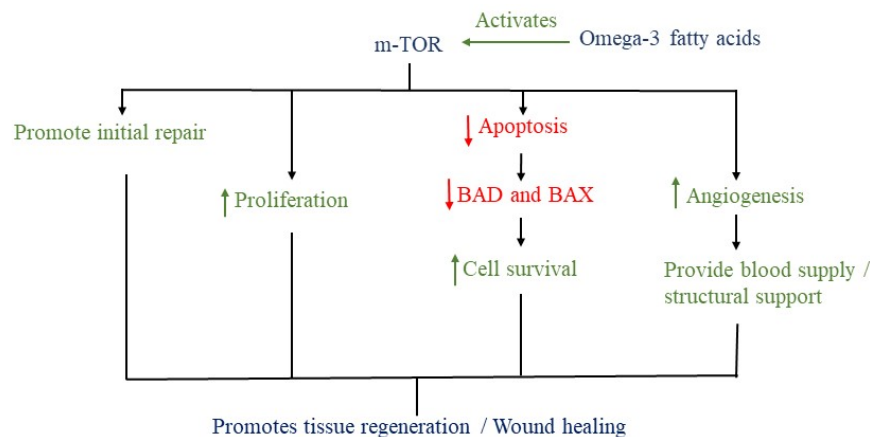 Activates
m-TOR
Omega-3 fatty acids
Promote initial repair
Apoptosis
Proliferation
BAD and BAX
Angiogenesis
Cell survival
Provide blood supply /
structural support
Promotes tissue regeneration / Wound healing